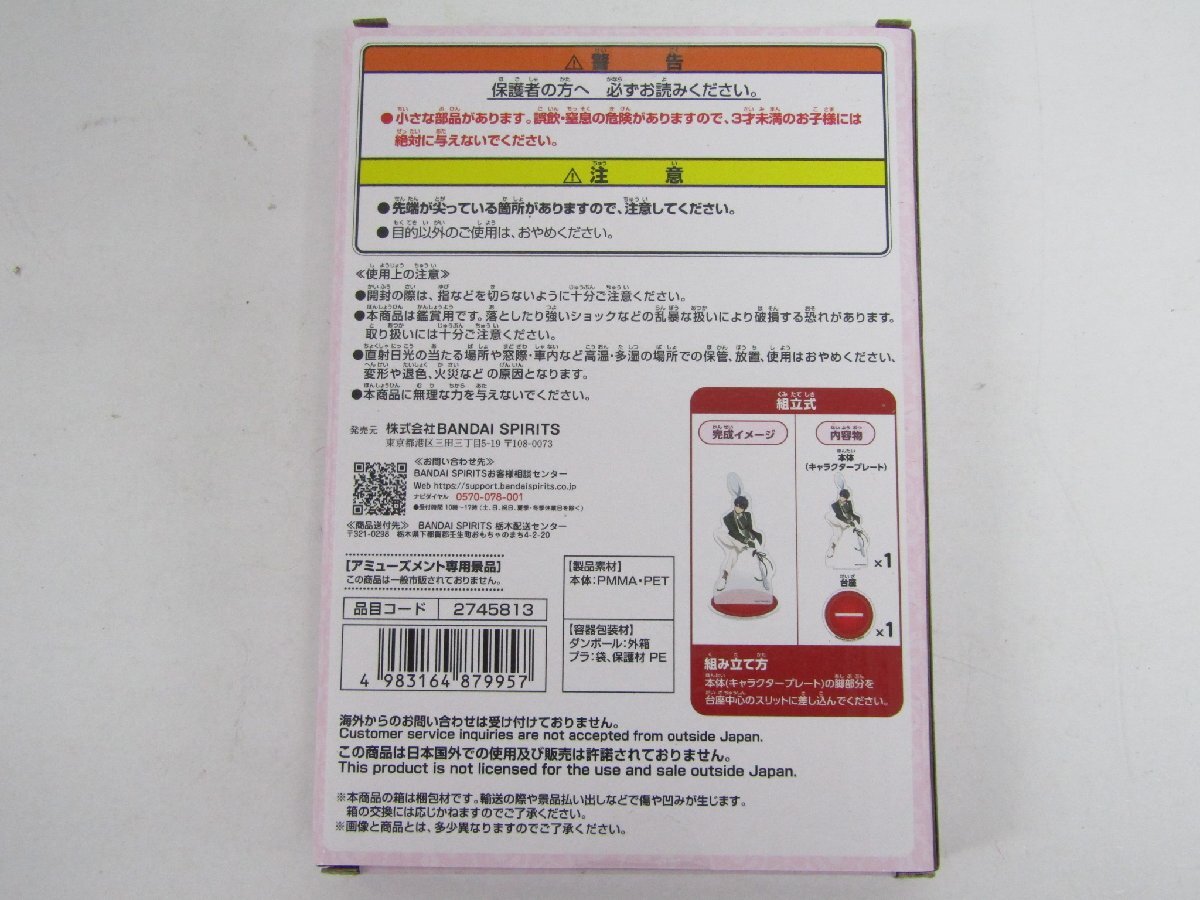 ⚠ 警告
保護者の方へ 必ずお読みください。
●小さな部品があります。誤飲・窒息の危険がありますので、3才未満のお子様には
絶対に与えないでください。
⚠ 注意
●先端が尖っている箇所がありますので、注意してください。
●目的以外のご使用は、おやめください。
≪使用上の注意≫
●開封の際は、指などを切らないように十分ご注意ください。
●本商品は鑑賞用です。落としたり強いショックなどの乱暴な扱いにより破損する恐れがあります。
取り扱いには十分ご注意ください。
●直射日光の当たる場所や窓際・車内など高温・多湿の場所での保管、放置、使用はおやめください、
変形や退色、火災などの原因となります。
●本商品に無理な力を与えないでください。
発売元 株式会社BANDAI SPIRITS
東京都港区三田三丁目5-19 〒108-0073
≪お問い合わせ先≫
BANDAI SPIRITSお客様相談センター
Web https://support.bandaispirits.co.jp
ナビダイヤル 0570-078-001
●受付時間 10時〜17時(土、日、祝日、夏季・冬季休業日を除く)
≪商品送付先≫ BANDAI SPIRITS 栃木配送センター
〒321-0298 栃木県下都賀郡壬生町おもちゃのまち4-2-20
【アミューズメント専用景品】
この商品は一般市販されておりません。
品目コード 2745813
4 983164 879957
【製品素材】
本体:PMMA・PET
【容器包装材】
ダンボール:外箱
プラ:袋、保護材 PE
組立式
完成イメージ
内容物
本体
(キャラクタープレート)
×1
台座
×1
組み立て方
本体(キャラクタープレート)の脚部分を
台座中心のスリットに差し込んでください。
海外からのお問い合わせは受け付けておりません。
Customer service inquiries are not accepted from outside Japan.
この商品は日本国外での使用及び販売は許諾されておりません。
This product is not licensed for the use and sale outside Japan.
※本商品の箱は梱包材です。輸送の際や景品払い出しなどで傷や凹みが生じます。
箱の交換には応じかねますのでご了承ください。
※画像と商品とは、多少異なりますのでご了承ください。